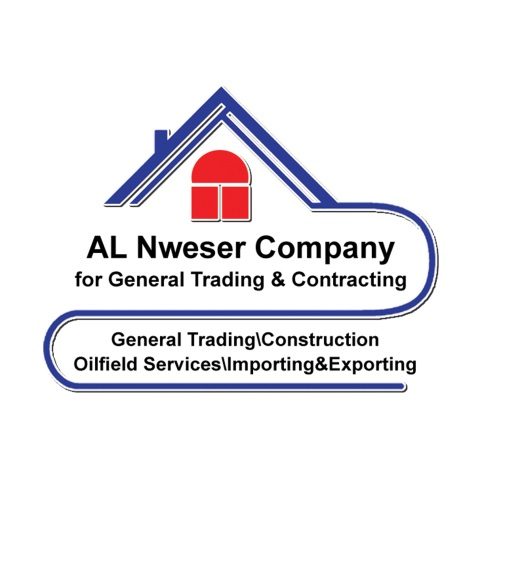 AL Nweser Company
for General Trading & Contracting
General Trading\Construction
Oilfield Services\Importing&Exporting